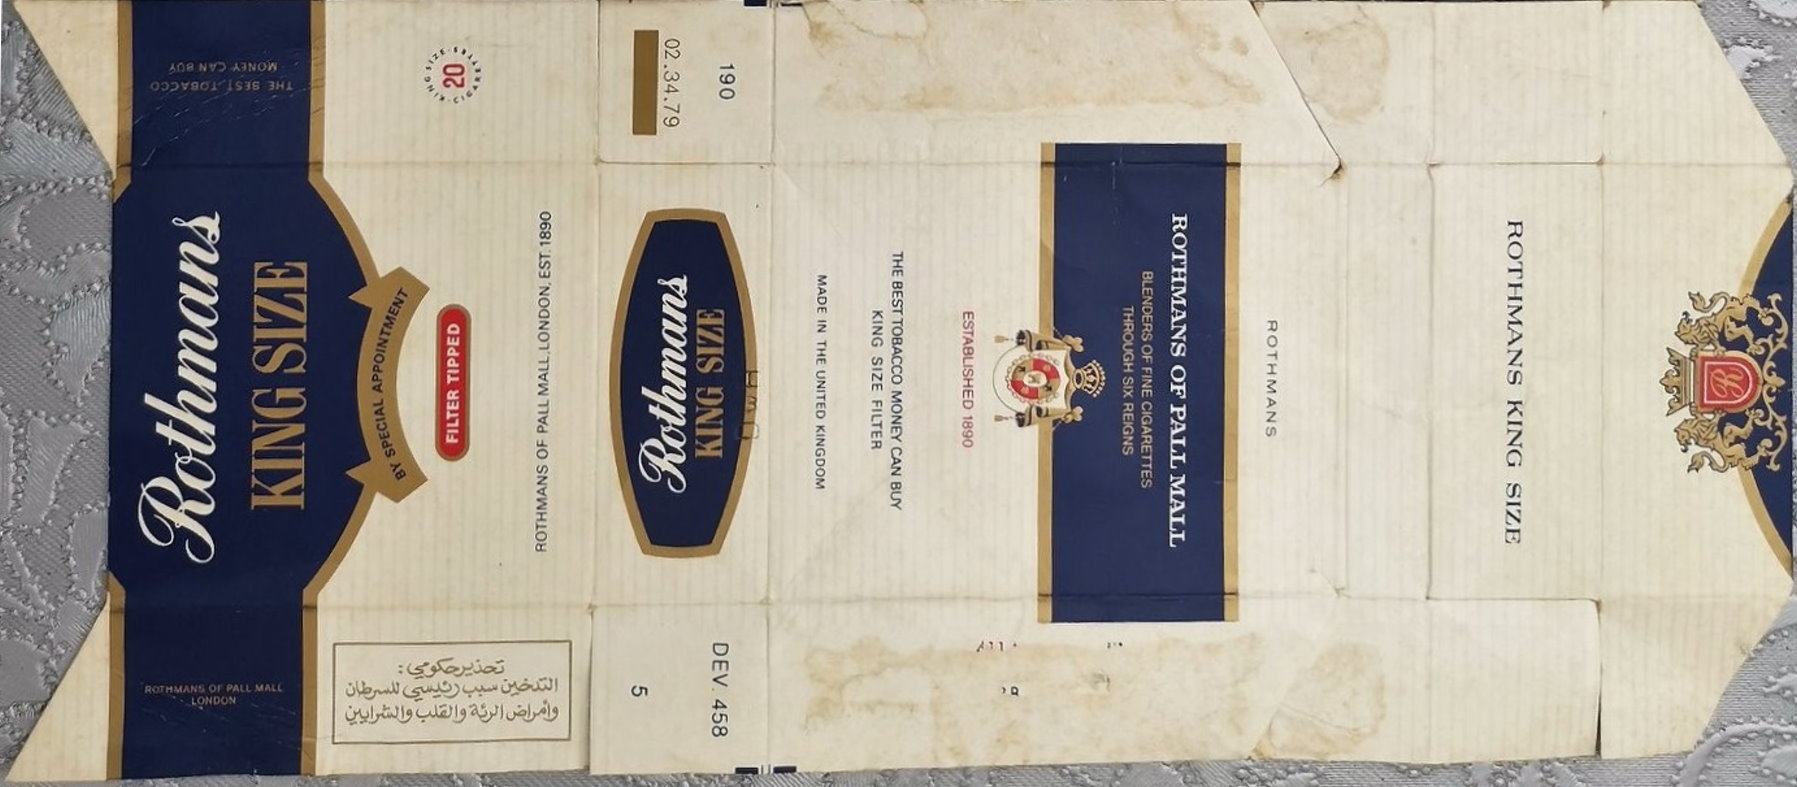 THE BEST TOBACCO
MONEY CAN BUY
Rothmans
KING SIZE
BY SPECIAL APPOINTMENT
FILTER TIPPED
ROTHMANS OF PALL MALL, LONDON, EST. 1890
ROTHMANS OF PALL MALL
LONDON
20
تحذير حكومي:
التدخين سبب رئيسي للسرطان
وأمراض الرئة والقلب والشرايين
02.34.79
190
Rothmans
KING SIZE
5
DEV. 458
MADE IN THE UNITED KINGDOM
THE BEST TOBACCO MONEY CAN BUY
KING SIZE FILTER
ESTABLISHED 1890
ROTHMANS OF PALL MALL
BLENDERS OF FINE CIGARETTES
THROUGH SIX REIGNS
ROTHMANS
ROTHMANS KING SIZE